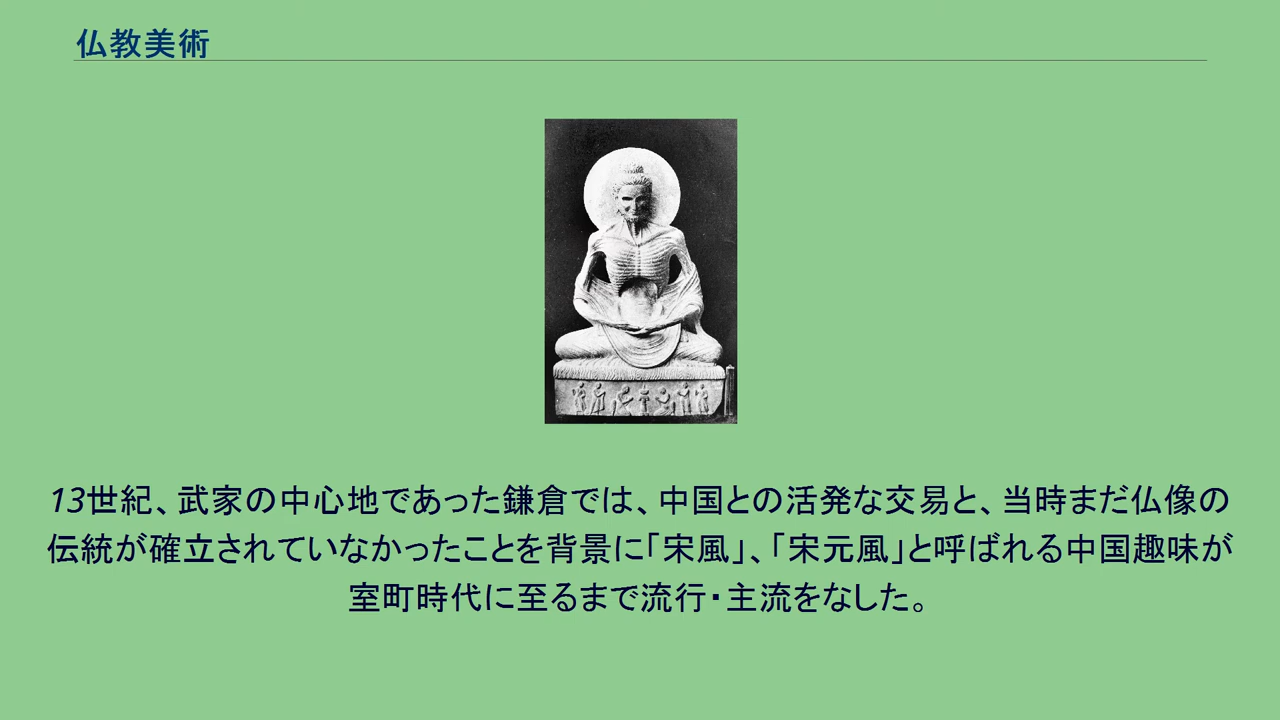 仏教美術
13世紀、武家の中心地であった鎌倉では、中国との活発な交易と、当時まだ仏像の
伝統が確立されていなかったことを背景に「宋風」、「宋元風」と呼ばれる中国趣味が
室町時代に至るまで流行・主流をなした。